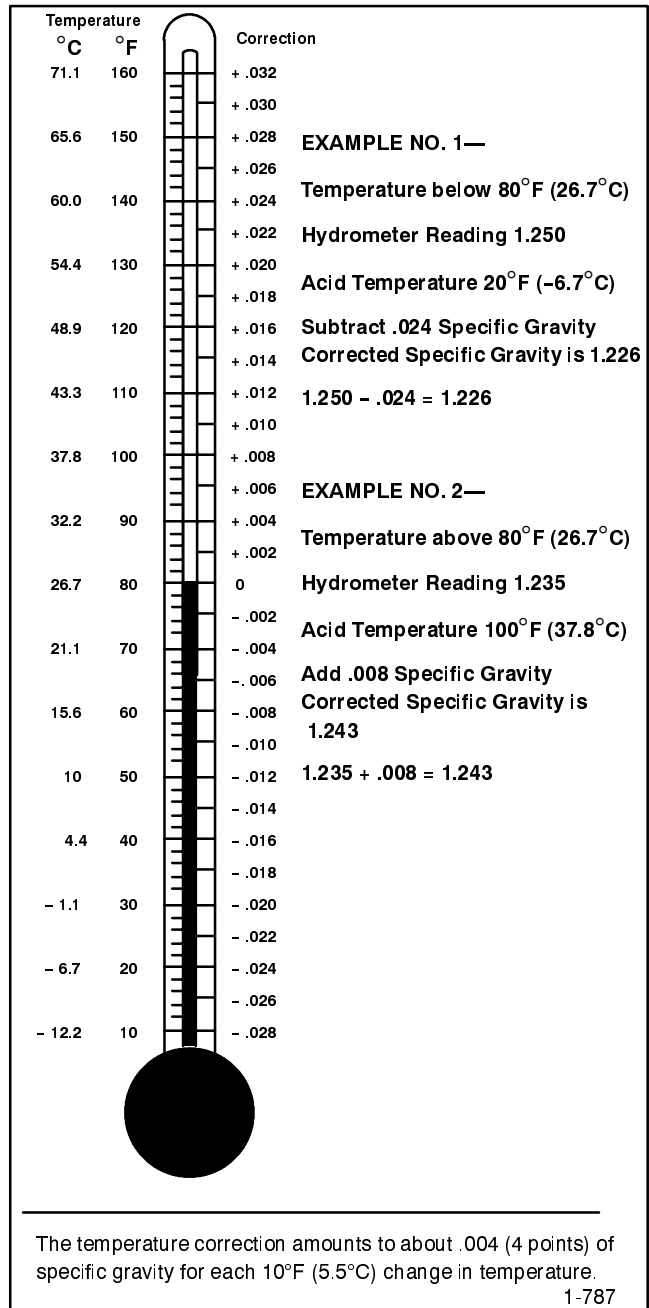 Temperature
°C °F Correction
71.1 160 + .032
+ .030
65.6 150 + .028
+ .026
60.0 140 + .024
+ .022
54.4 130 + .020
+ .018
48.9 120 + .016
+ .014
43.3 110 + .012
+ .010
37.8 100 + .008
+ .006
32.2 90 + .004
+ .002
26.7 80 0
– .002
21.1 70 – .004
–. 006
15.6 60 – .008
– .010
10 50 – .012
– .014
4.4 40 – .016
– .018
– 1.1 30 – .020
– .022
– 6.7 20 – .024
– .026
– 12.2 10 – .028
EXAMPLE NO. 1—
Temperature below 80°F (26.7°C)
Hydrometer Reading 1.250
Acid Temperature 20°F (–6.7°C)
Subtract .024 Specific Gravity
Corrected Specific Gravity is 1.226
1.250 – .024 = 1.226
EXAMPLE NO. 2—
Temperature above 80°F (26.7°C)
Hydrometer Reading 1.235
Acid Temperature 100°F (37.8°C)
Add .008 Specific Gravity
Corrected Specific Gravity is
1.243
1.235 + .008 = 1.243
The temperature correction amounts to about .004 (4 points) of
specific gravity for each 10°F (5.5°C) change in temperature.
1-787